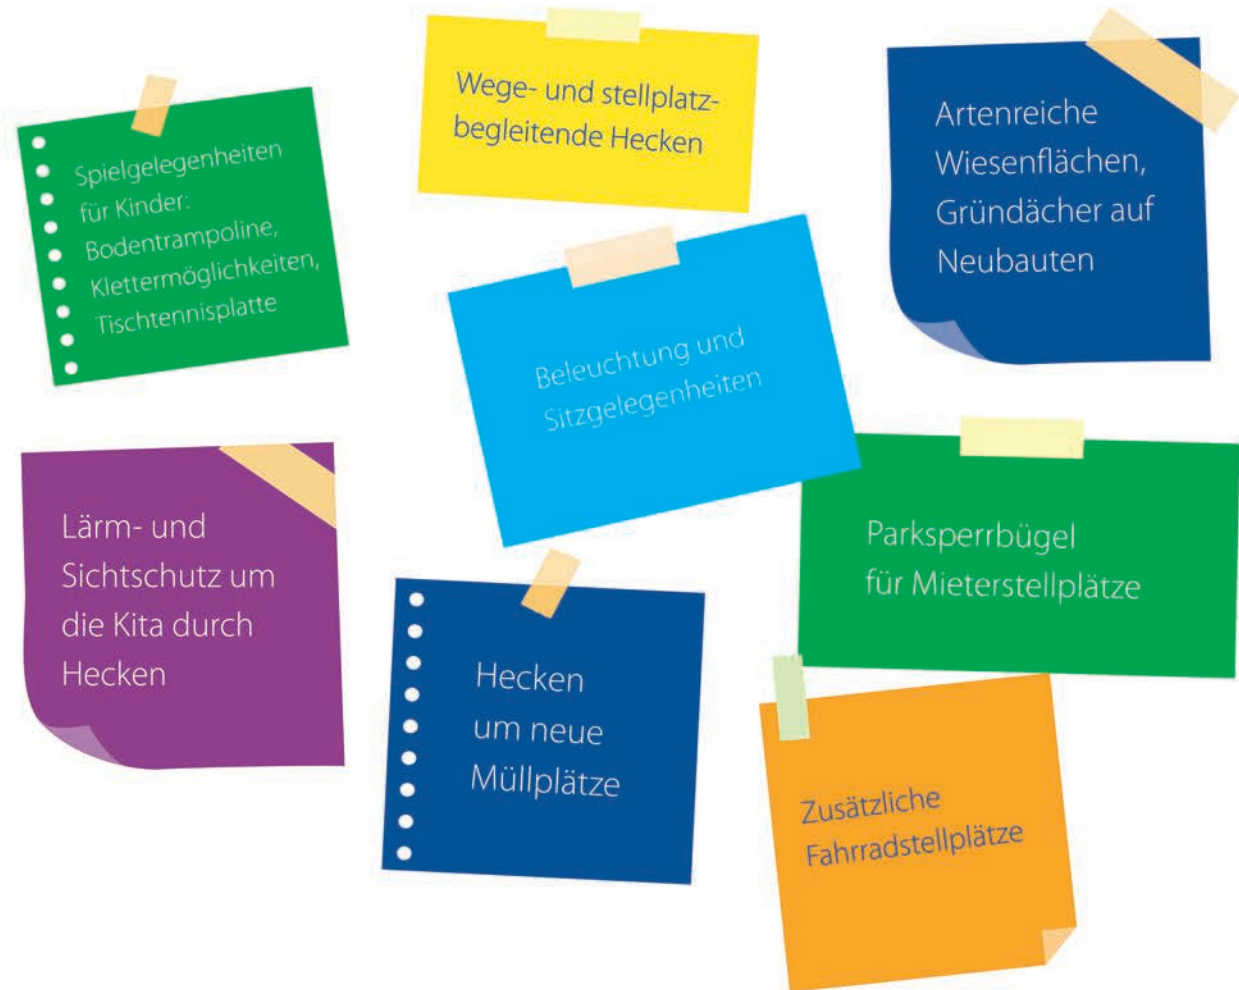 Spielgelegenheiten
für Kinder:
Bodentrampoline,
Klettermöglichkeiten,
Tischtennisplatte
Wege- und stellplatz-
begleitende Hecken
Artenreiche
Wiesenflächen,
Gründächer auf
Neubauten
Beleuchtung und
Sitzgelegenheiten
Lärm- und
Sichtschutz um
die Kita durch
Hecken
Hecken
um neue
Müllplätze
Parksperrbügel
für Mieterstellplätze
Zusätzliche
Fahrradstellplätze